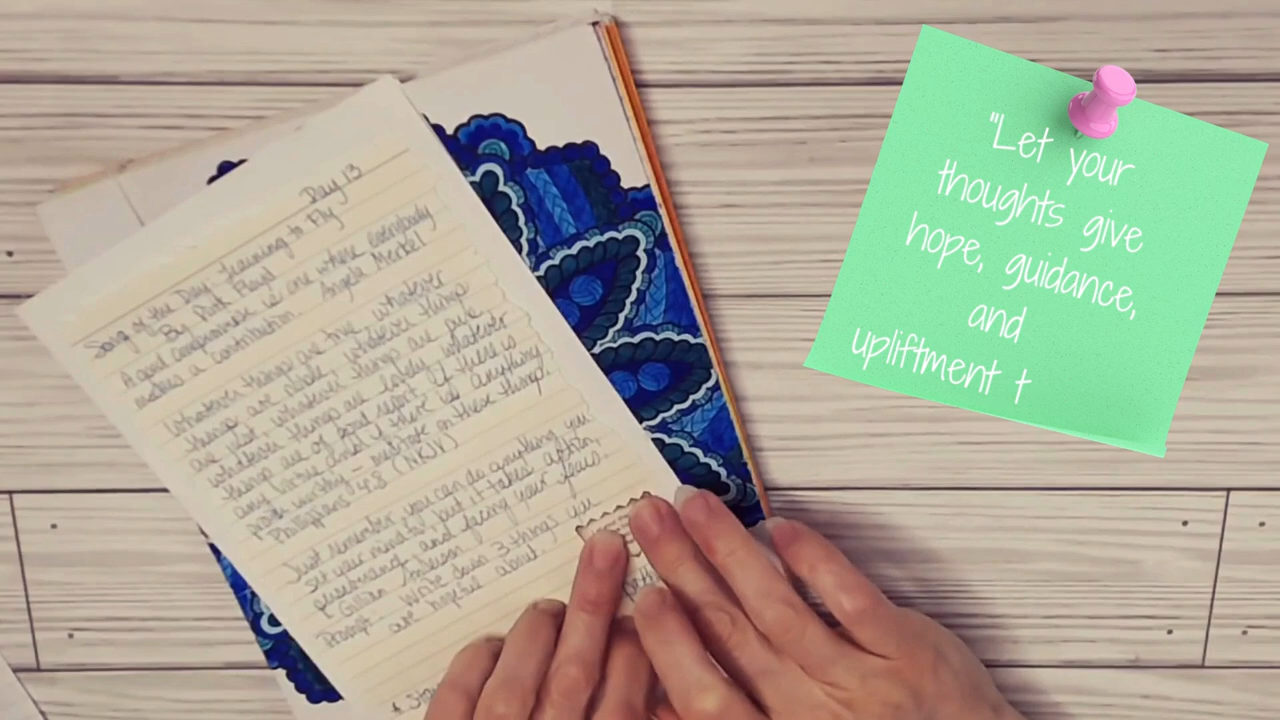 Day 13
Song of the Day Learning to Fly
By Pink Floyd
A good compromise is one where everybody
makes a contribution. Angela Merkel
Whatever things are true whatever
things are noble, whatever things
are just whatever things are pure,
whatever things are lovely whatever
things are of good report, if there is
any virtue and if there is anything
praise worthy – meditate on these things.
Philippians 4:8 (NKJV)
Just remember you can do anything you
set your mind to, but it takes action,
perseverance, and facing your fears.
Gillian Anderson
Prompt - Write down 3 things you
are hopeful about.
"Let your
thoughts give
hope, guidance,
and
upliftment t